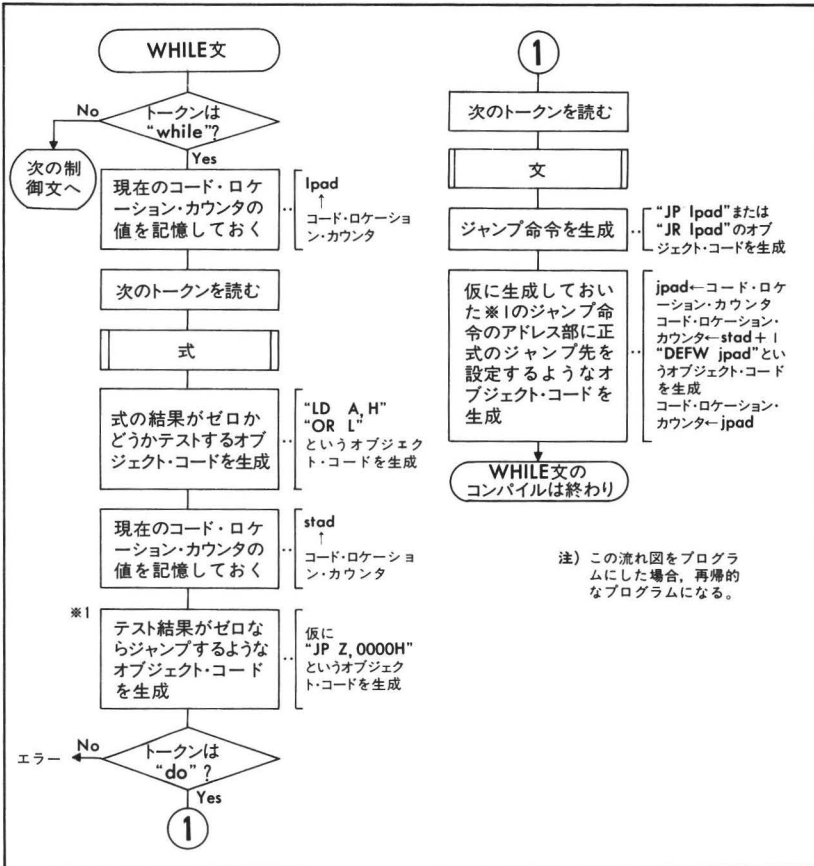 WHILE文
No
トークンは
“while”?
Yes
次の制
御文へ
現在のコード・ロケ
ーション・カウンタの
値を記憶しておく
lpad
↑
コード・ロケーショ
ン・カウンタ
次のトークンを読む
式
式の結果がゼロか
どうかテストするオブ
ジェクト・コードを生成
“LD A, H”
“OR L”
というオブジェク
ト・コードを生成
現在のコード・ロケ
ーション・カウンタの
値を記憶しておく
stad
↑
コード・ロケーショ
ン・カウンタ
※1
テスト結果がゼロな
らジャンプするような
オブジェクト・コード
を生成
仮に
“JP Z, 0000H”
というオブジェク
ト・コードを生成
エラー
No
トークンは
“do”?
Yes
1
1
次のトークンを読む
文
ジャンプ命令を生成
“JP lpad”または
“JR lpad”のオブ
ジェクト・コードを生成
仮に生成しておい
た※1のジャンプ命
令のアドレス部に正
式のジャンプ先を
設定するようなオ
ブジェクト・コードを
生成
jpad←コード・ロケ
ーション・カウンタ
コード・ロケーション・
カウンタ←stad+1
“DEFW jpad”とい
うオブジェクト・コード
を生成
コード・ロケーション・
カウンタ←jpad
WHILE文の
コンパイルは終わり
注) この流れ図をプログラ
ムにした場合,再帰的
なプログラムになる。